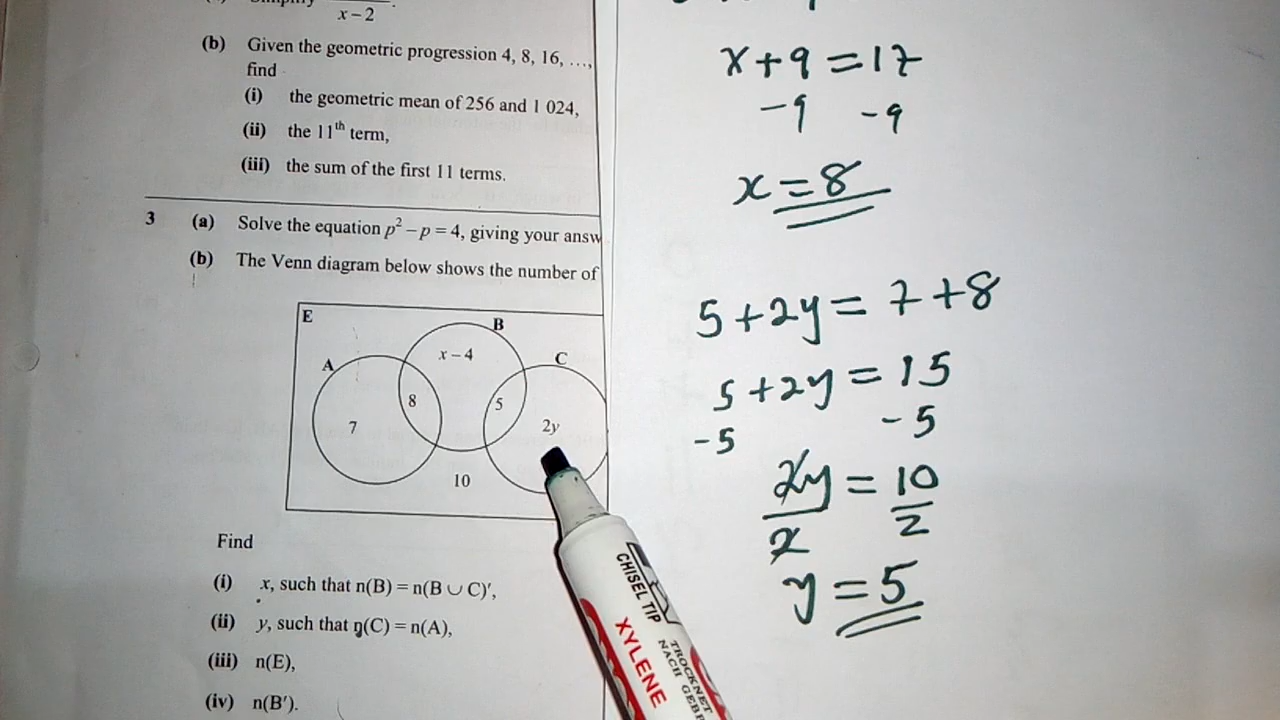 x – 2
(b) Given the geometric progression 4, 8, 16, …,
find
(i) the geometric mean of 256 and 1 024,
(ii) the 11th term,
(iii) the sum of the first 11 terms.
3 (a) Solve the equation p² – p = 4, giving your answ
(b) The Venn diagram below shows the number of
E
B
A
C
x – 4
8
5
7
2y
10
Find
(i) x, such that n(B) = n(B ∪ C)′,
(ii) y, such that n(C) = n(A),
(iii) n(E),
(iv) n(B′).
x + 9 = 17
-9 -9
x = 8
5 + 2y = 7 + 8
5 + 2y = 15
-5 -5
2y = 10
2 2
y = 5
CHISEL TIP
XYLENE
TROCKNET
NACH